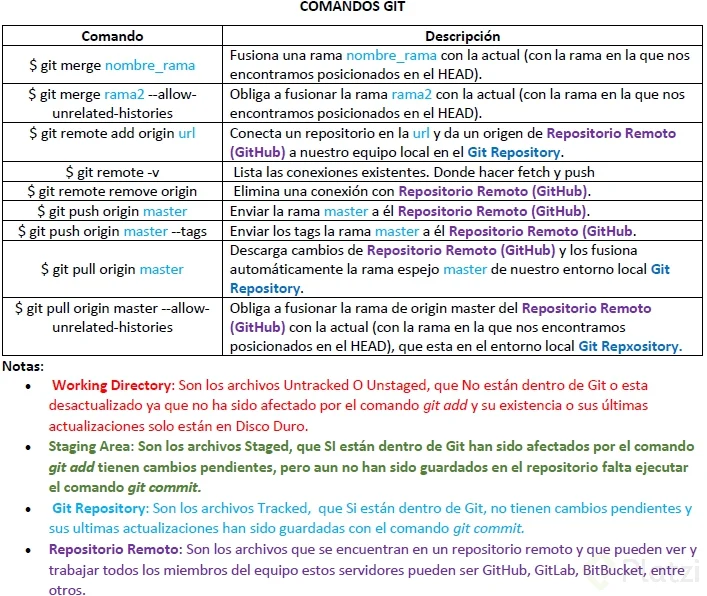 COMANDOS GIT
Comando
Descripción
$ git merge nombre_rama
Fusiona una rama nombre_rama con la actual (con la rama en la que nos
encontramos posicionados en el HEAD).
$ git merge rama2 --allow-
unrelated-histories
Obliga a fusionar la rama rama2 con la actual (con la rama en la que nos
encontramos posicionados en el HEAD).
$ git remote add origin url
Conecta un repositorio en la url y da un origen de Repositorio Remoto
(GitHub) a nuestro equipo local en el Git Repository.
$ git remote -v
Lista las conexiones existentes. Donde hacer fetch y push
$ git remote remove origin
Elimina una conexión con Repositorio Remoto (GitHub).
$ git push origin master
Enviar la rama master a él Repositorio Remoto (GitHub).
$ git push origin master --tags
Enviar los tags la rama master a él Repositorio Remoto (GitHub.
$ git pull origin master
Descarga cambios de Repositorio Remoto (GitHub) y los fusiona
automáticamente la rama espejo master de nuestro entorno local Git
Repository.
$ git pull origin master --allow-
unrelated-histories
Obliga a fusionar la rama de origin master del Repositorio Remoto
(GitHub) con la actual (con la rama en la que nos encontramos
posicionados en el HEAD), que esta en el entorno local Git Repxository.
Notas:
• Working Directory: Son los archivos Untracked O Unstaged, que No están dentro de Git o esta
desactualizado ya que no ha sido afectado por el comando git add y su existencia o sus últimas
actualizaciones solo están en Disco Duro.
• Staging Area: Son los archivos Staged, que SI están dentro de Git han sido afectados por el comando
git add tienen cambios pendientes, pero aun no han sido guardados en el repositorio falta ejecutar
el comando git commit.
• Git Repository: Son los archivos Tracked, que Si están dentro de Git, no tienen cambios pendientes y
sus ultimas actualizaciones han sido guardadas con el comando git commit.
• Repositorio Remoto: Son los archivos que se encuentran en un repositorio remoto y que pueden ver y
trabajar todos los miembros del equipo estos servidores pueden ser GitHub, GitLab, BitBucket, entre
otros.
Platzi